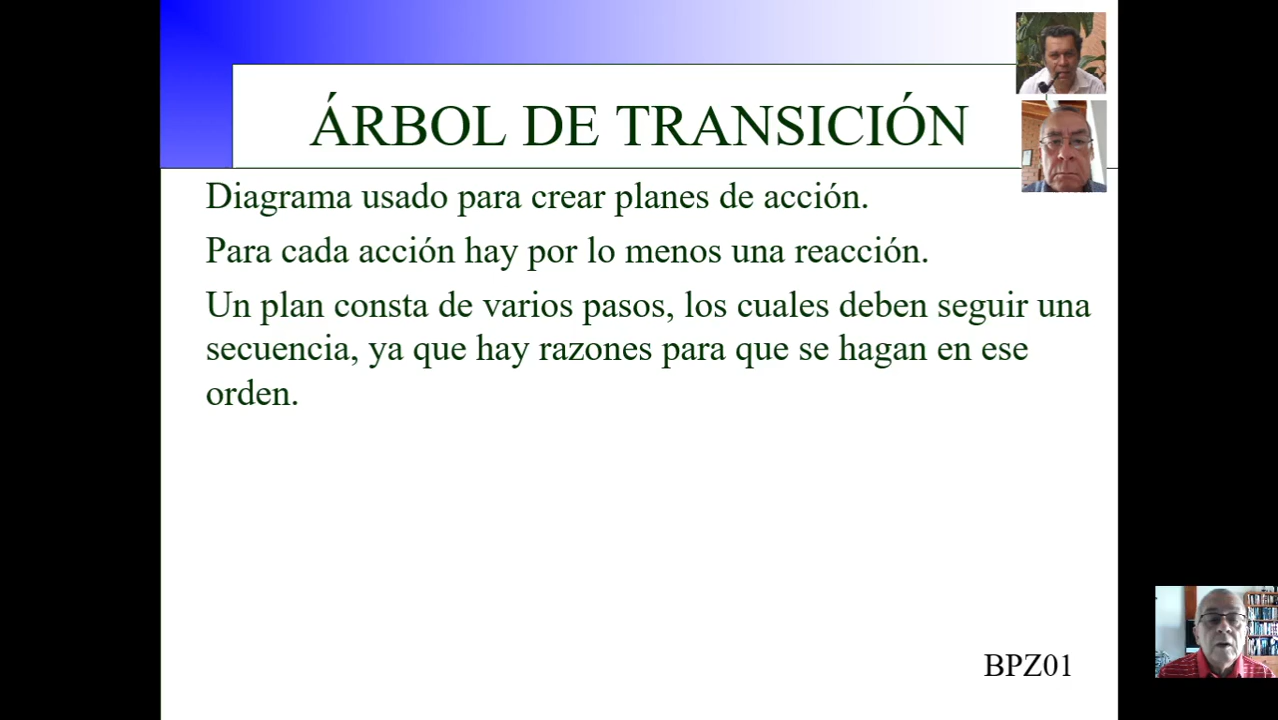 ÁRBOL DE TRANSICIÓN
Diagrama usado para crear planes de acción.
Para cada acción hay por lo menos una reacción.
Un plan consta de varios pasos, los cuales deben seguir una
secuencia, ya que hay razones para que se hagan en ese
orden.
BPZ01